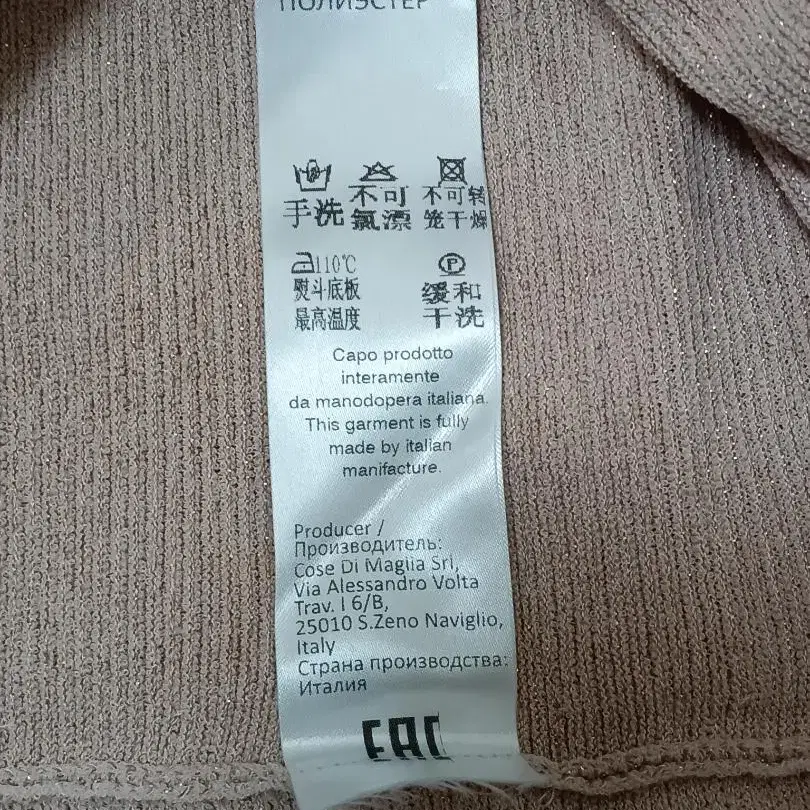 ПОЛИЭСТЕР
手洗 不可氯漂 不可转笼干燥
110℃
熨斗底板 缓和
最高温度 干洗
P
Capo prodotto
interamente
da manodopera italiana.
This garment is fully
made by italian
manifacture.
Producer /
Производитель:
Cose Di Maglia Srl,
Via Alessandro Volta
Trav. I 6/B,
25010 S.Zeno Naviglio,
Italy
Страна производства:
Италия
EAC